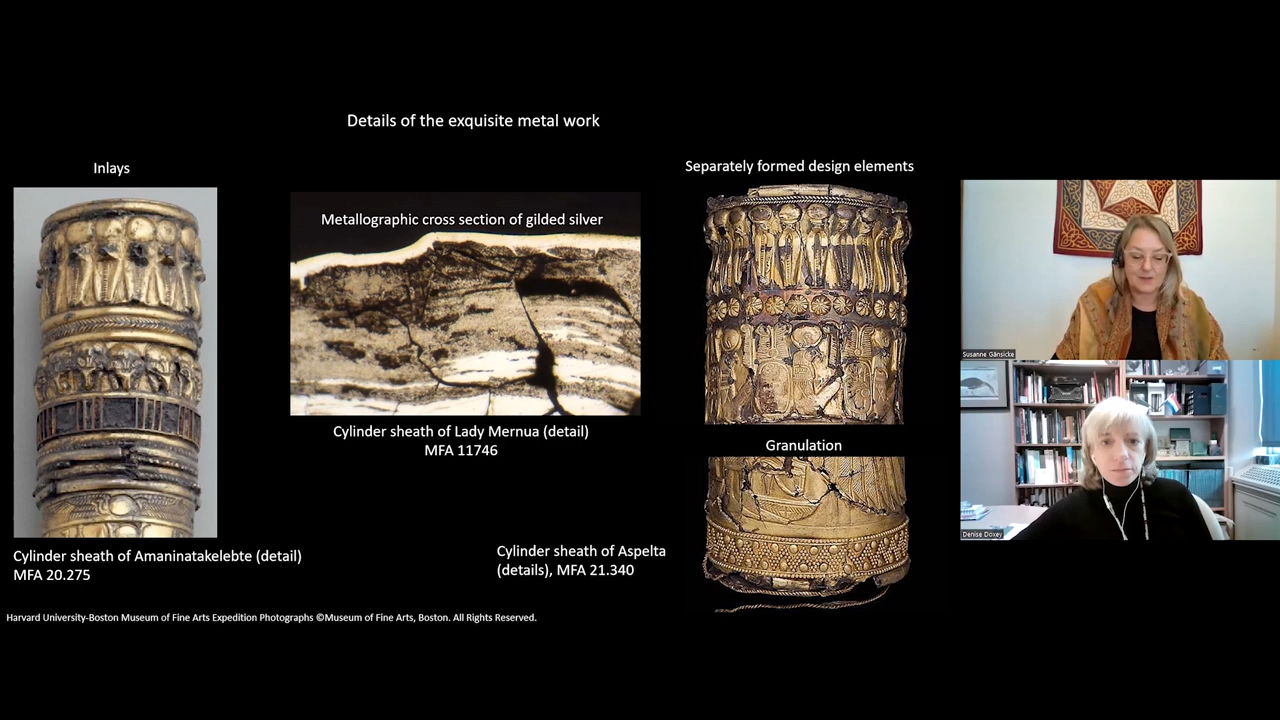 Details of the exquisite metal work
Inlays
Metallographic cross section of gilded silver
Separately formed design elements
Susanne Gänsicke
Cylinder sheath of Lady Mernua (detail)
MFA 11746
Granulation
Cylinder sheath of Amaninatakelebte (detail)
MFA 20.275
Cylinder sheath of Aspelta
(details), MFA 21.340
Denise Doxey
Harvard University-Boston Museum of Fine Arts Expedition Photographs ©Museum of Fine Arts, Boston. All Rights Reserved.